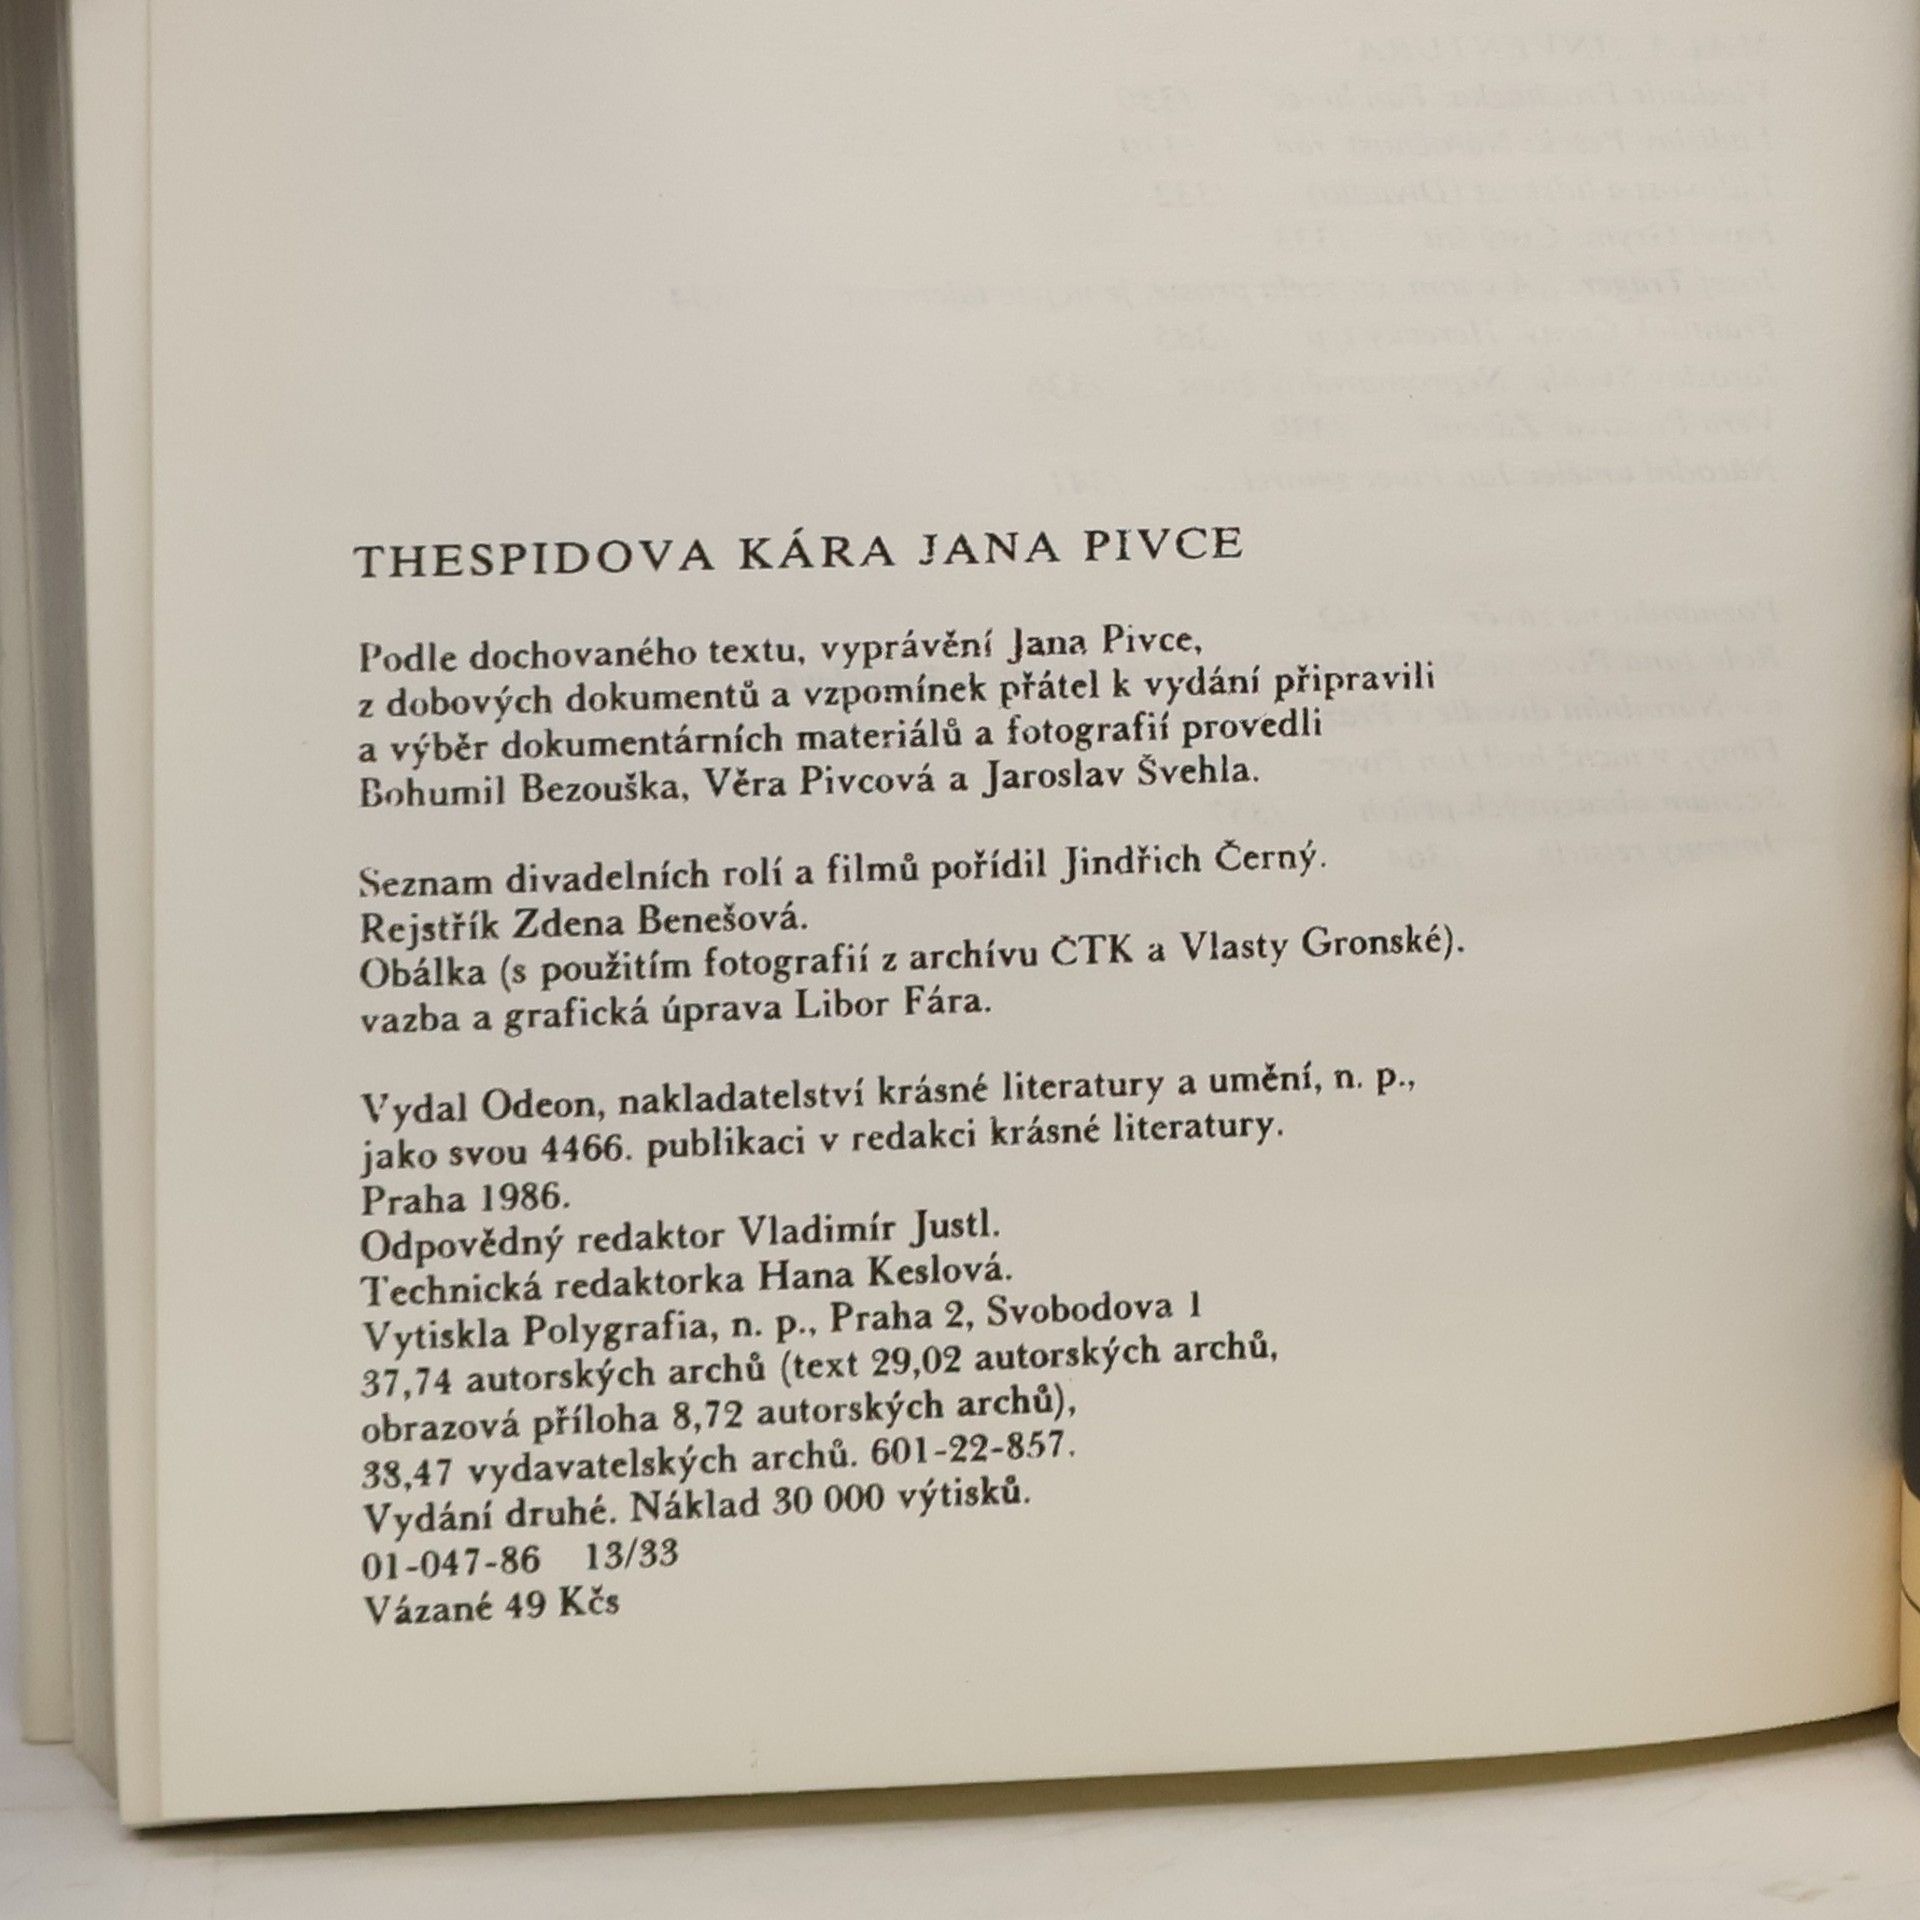 THESPIDOVA KÁRA JANA PIVCE
Podle dochovaného textu, vyprávění Jana Pivce,
z dobových dokumentů a vzpomínek přátel k vydání připravili
a výběr dokumentárních materiálů a fotografií provedli
Bohumil Bezouška, Věra Pivcová a Jaroslav Švehla.
Seznam divadelních rolí a filmů pořídil Jindřich Černý.
Rejstřík Zdena Benešová.
Obálka (s použitím fotografií z archívu ČTK a Vlasty Gronské).
vazba a grafická úprava Libor Fára.
Vydal Odeon, nakladatelství krásné literatury a umění, n. p.,
jako svou 4466. publikaci v redakci krásné literatury.
Praha 1986.
Odpovědný redaktor Vladimír Justl.
Technická redaktorka Hana Keslová.
Vytiskla Polygrafia, n. p., Praha 2, Svobodova 1
37,74 autorských archů (text 29,02 autorských archů,
obrazová příloha 8,72 autorských archů),
38,47 vydavatelských archů. 601-22-857.
Vydání druhé. Náklad 30 000 výtisků.
01-047-86 13/33
Vázané 49 Kčs